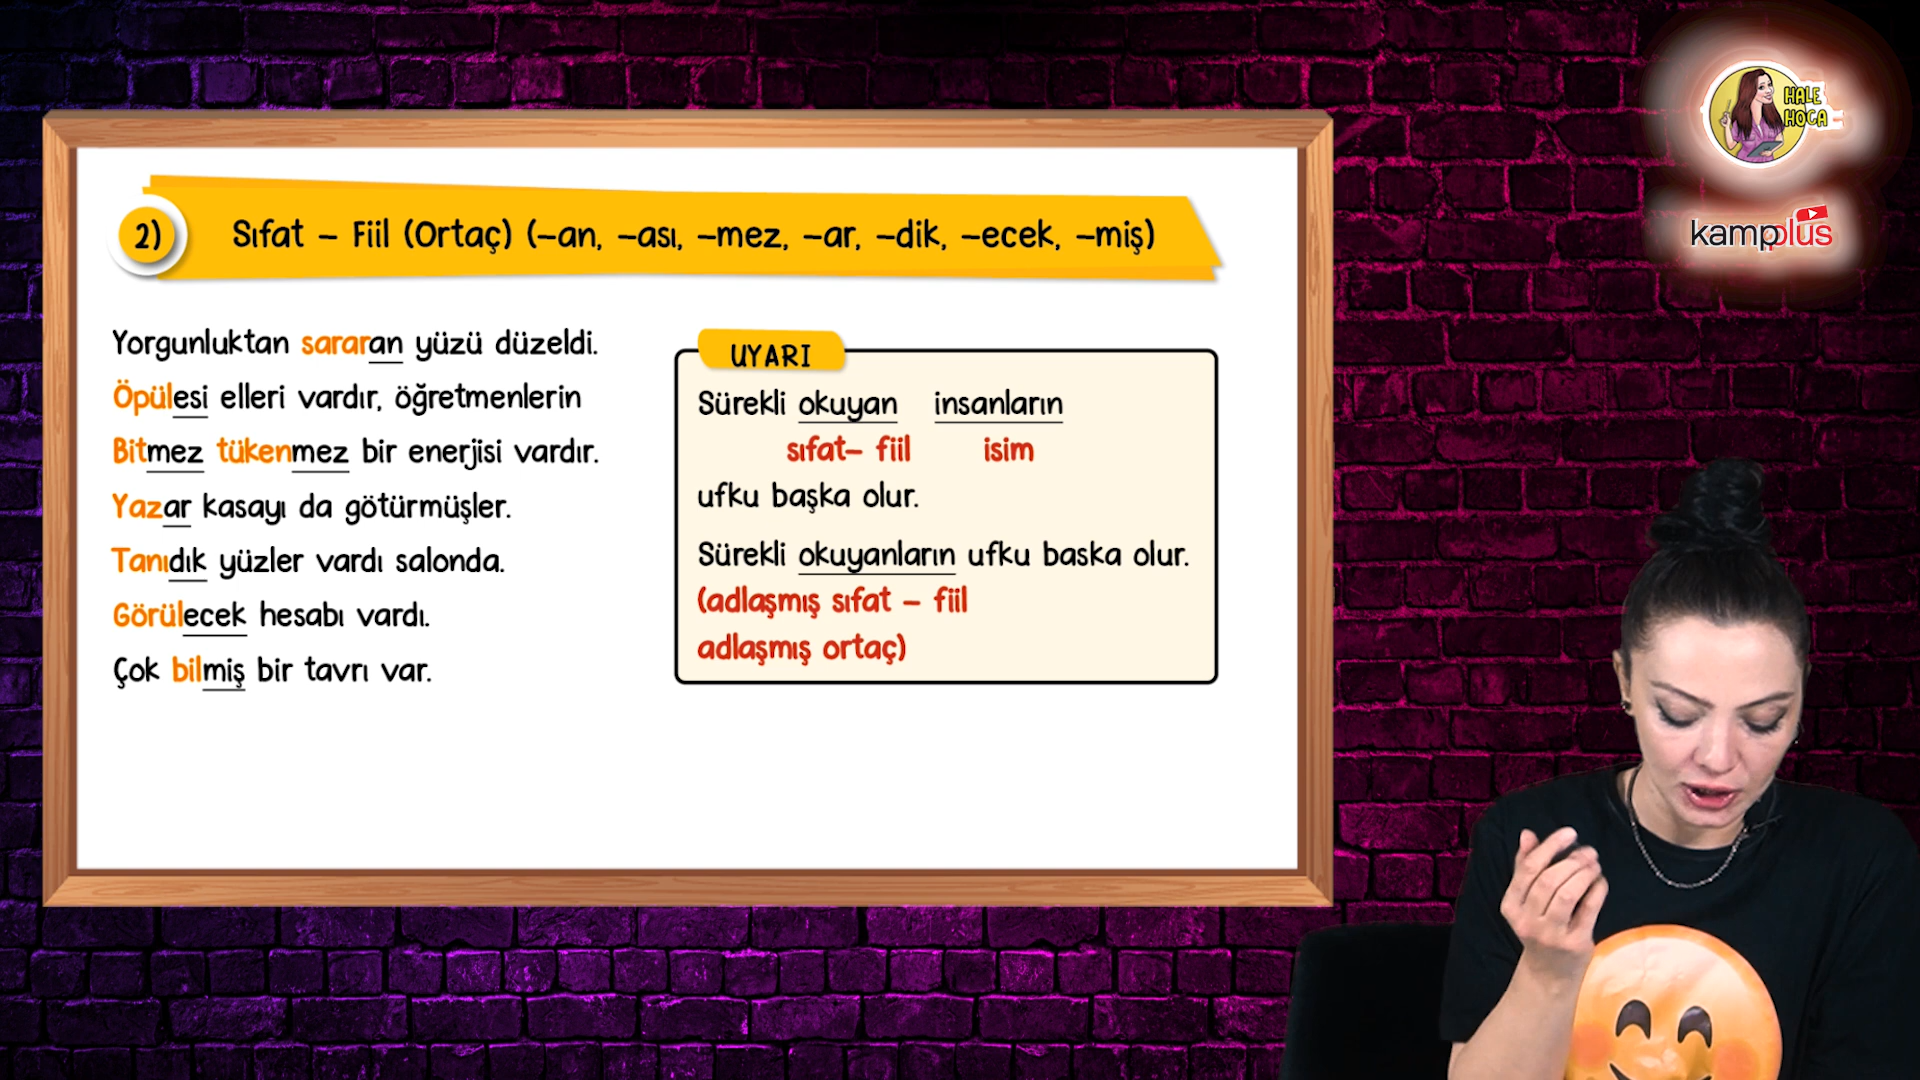 HALE
HOCA
kampplus
2) Sıfat – Fiil (Ortaç) (–an, –ası, –mez, –ar, –dik, –ecek, –miş)
Yorgunluktan sararan yüzü düzeldi.
Öpülesi elleri vardır, öğretmenlerin
Bitmez tükenmez bir enerjisi vardır.
Yazar kasayı da götürmüşler.
Tanıdık yüzler vardı salonda.
Görülecek hesabı vardı.
Çok bilmiş bir tavrı var.
UYARI
Sürekli okuyan insanların
sıfat– fiil isim
ufku başka olur.
Sürekli okuyanların ufku baska olur.
(adlaşmış sıfat – fiil
adlaşmış ortaç)